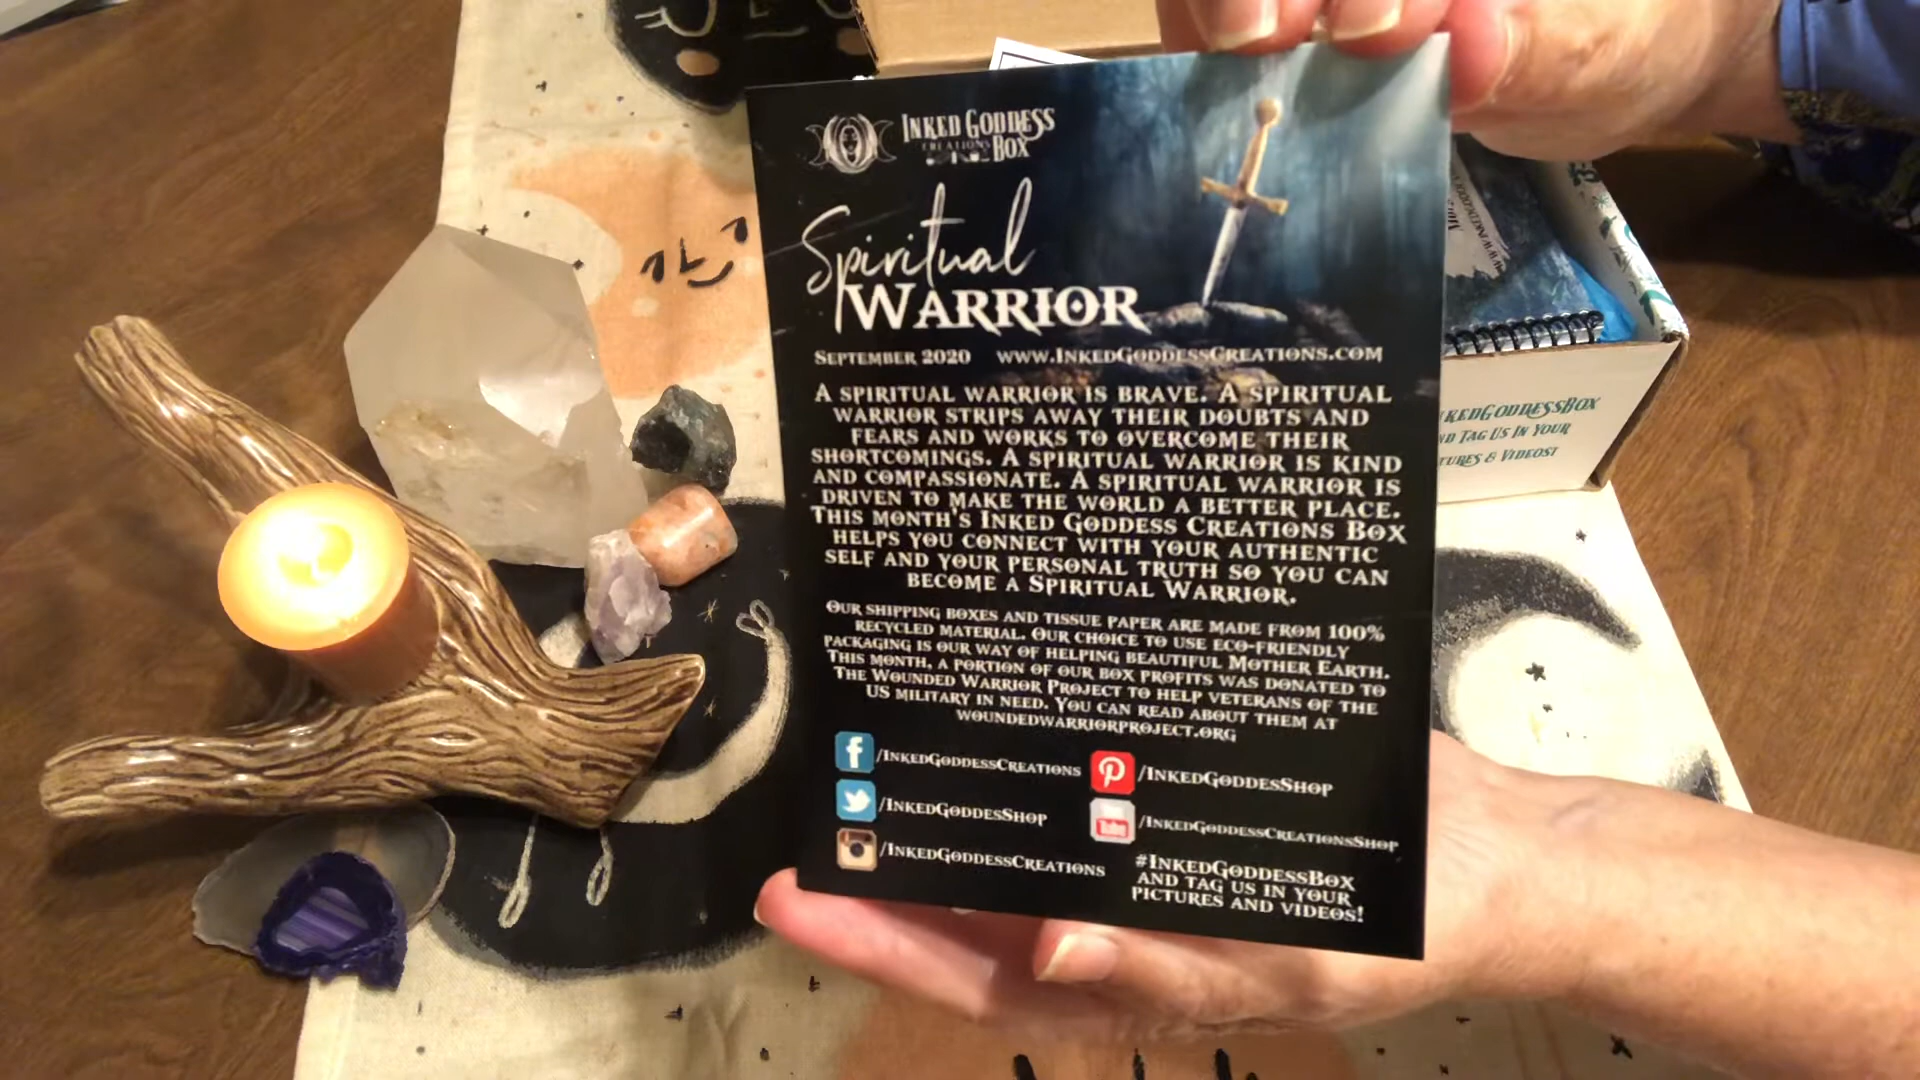 Inked Goddess
Creations
Box
Spiritual
Warrior
September 2020 www.InkedGoddessCreations.com
A spiritual warrior is brave. A spiritual
warrior strips away their doubts and
fears and works to overcome their
shortcomings. A spiritual warrior is kind
and compassionate. A spiritual warrior is
driven to make the world a better place.
This month's Inked Goddess Creations Box
helps you connect with your authentic
self and your personal truth so you can
become a Spiritual Warrior.
Our shipping boxes and tissue paper are made from 100%
recycled material. Our choice to use eco-friendly
packaging is our way of helping beautiful Mother Earth.
This month, a portion of our box profits was donated to
The Wounded Warrior Project to help veterans of the
US military in need. You can read about them at
woundedwarriorproject.org
f /InkedGoddessCreations
/InkedGoddesShop
/InkedGoddesShop
You Tube /InkedGoddessCreationsShop
/InkedGoddessCreations
#InkedGoddessBox
and tag us in your
pictures and videos!
kedGoddessBox
nd Tag Us In Your
tures & Videos!